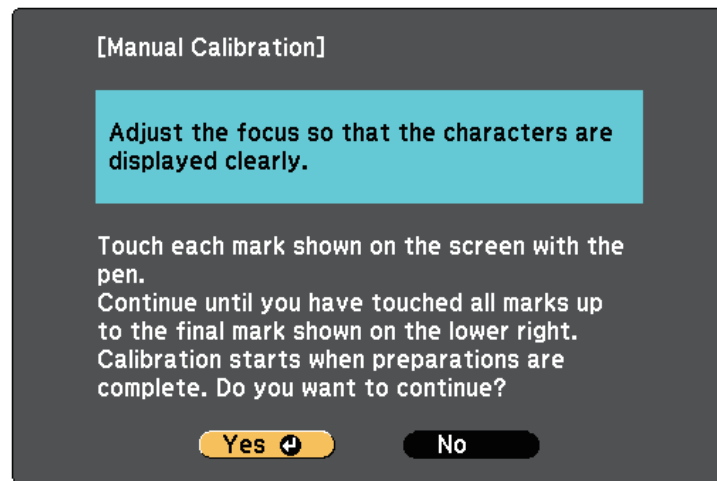 [Manual Calibration]
Adjust the focus so that the characters are
displayed clearly.
Touch each mark shown on the screen with the
pen.
Continue until you have touched all marks up
to the final mark shown on the lower right.
Calibration starts when preparations are
complete. Do you want to continue?
Yes
No